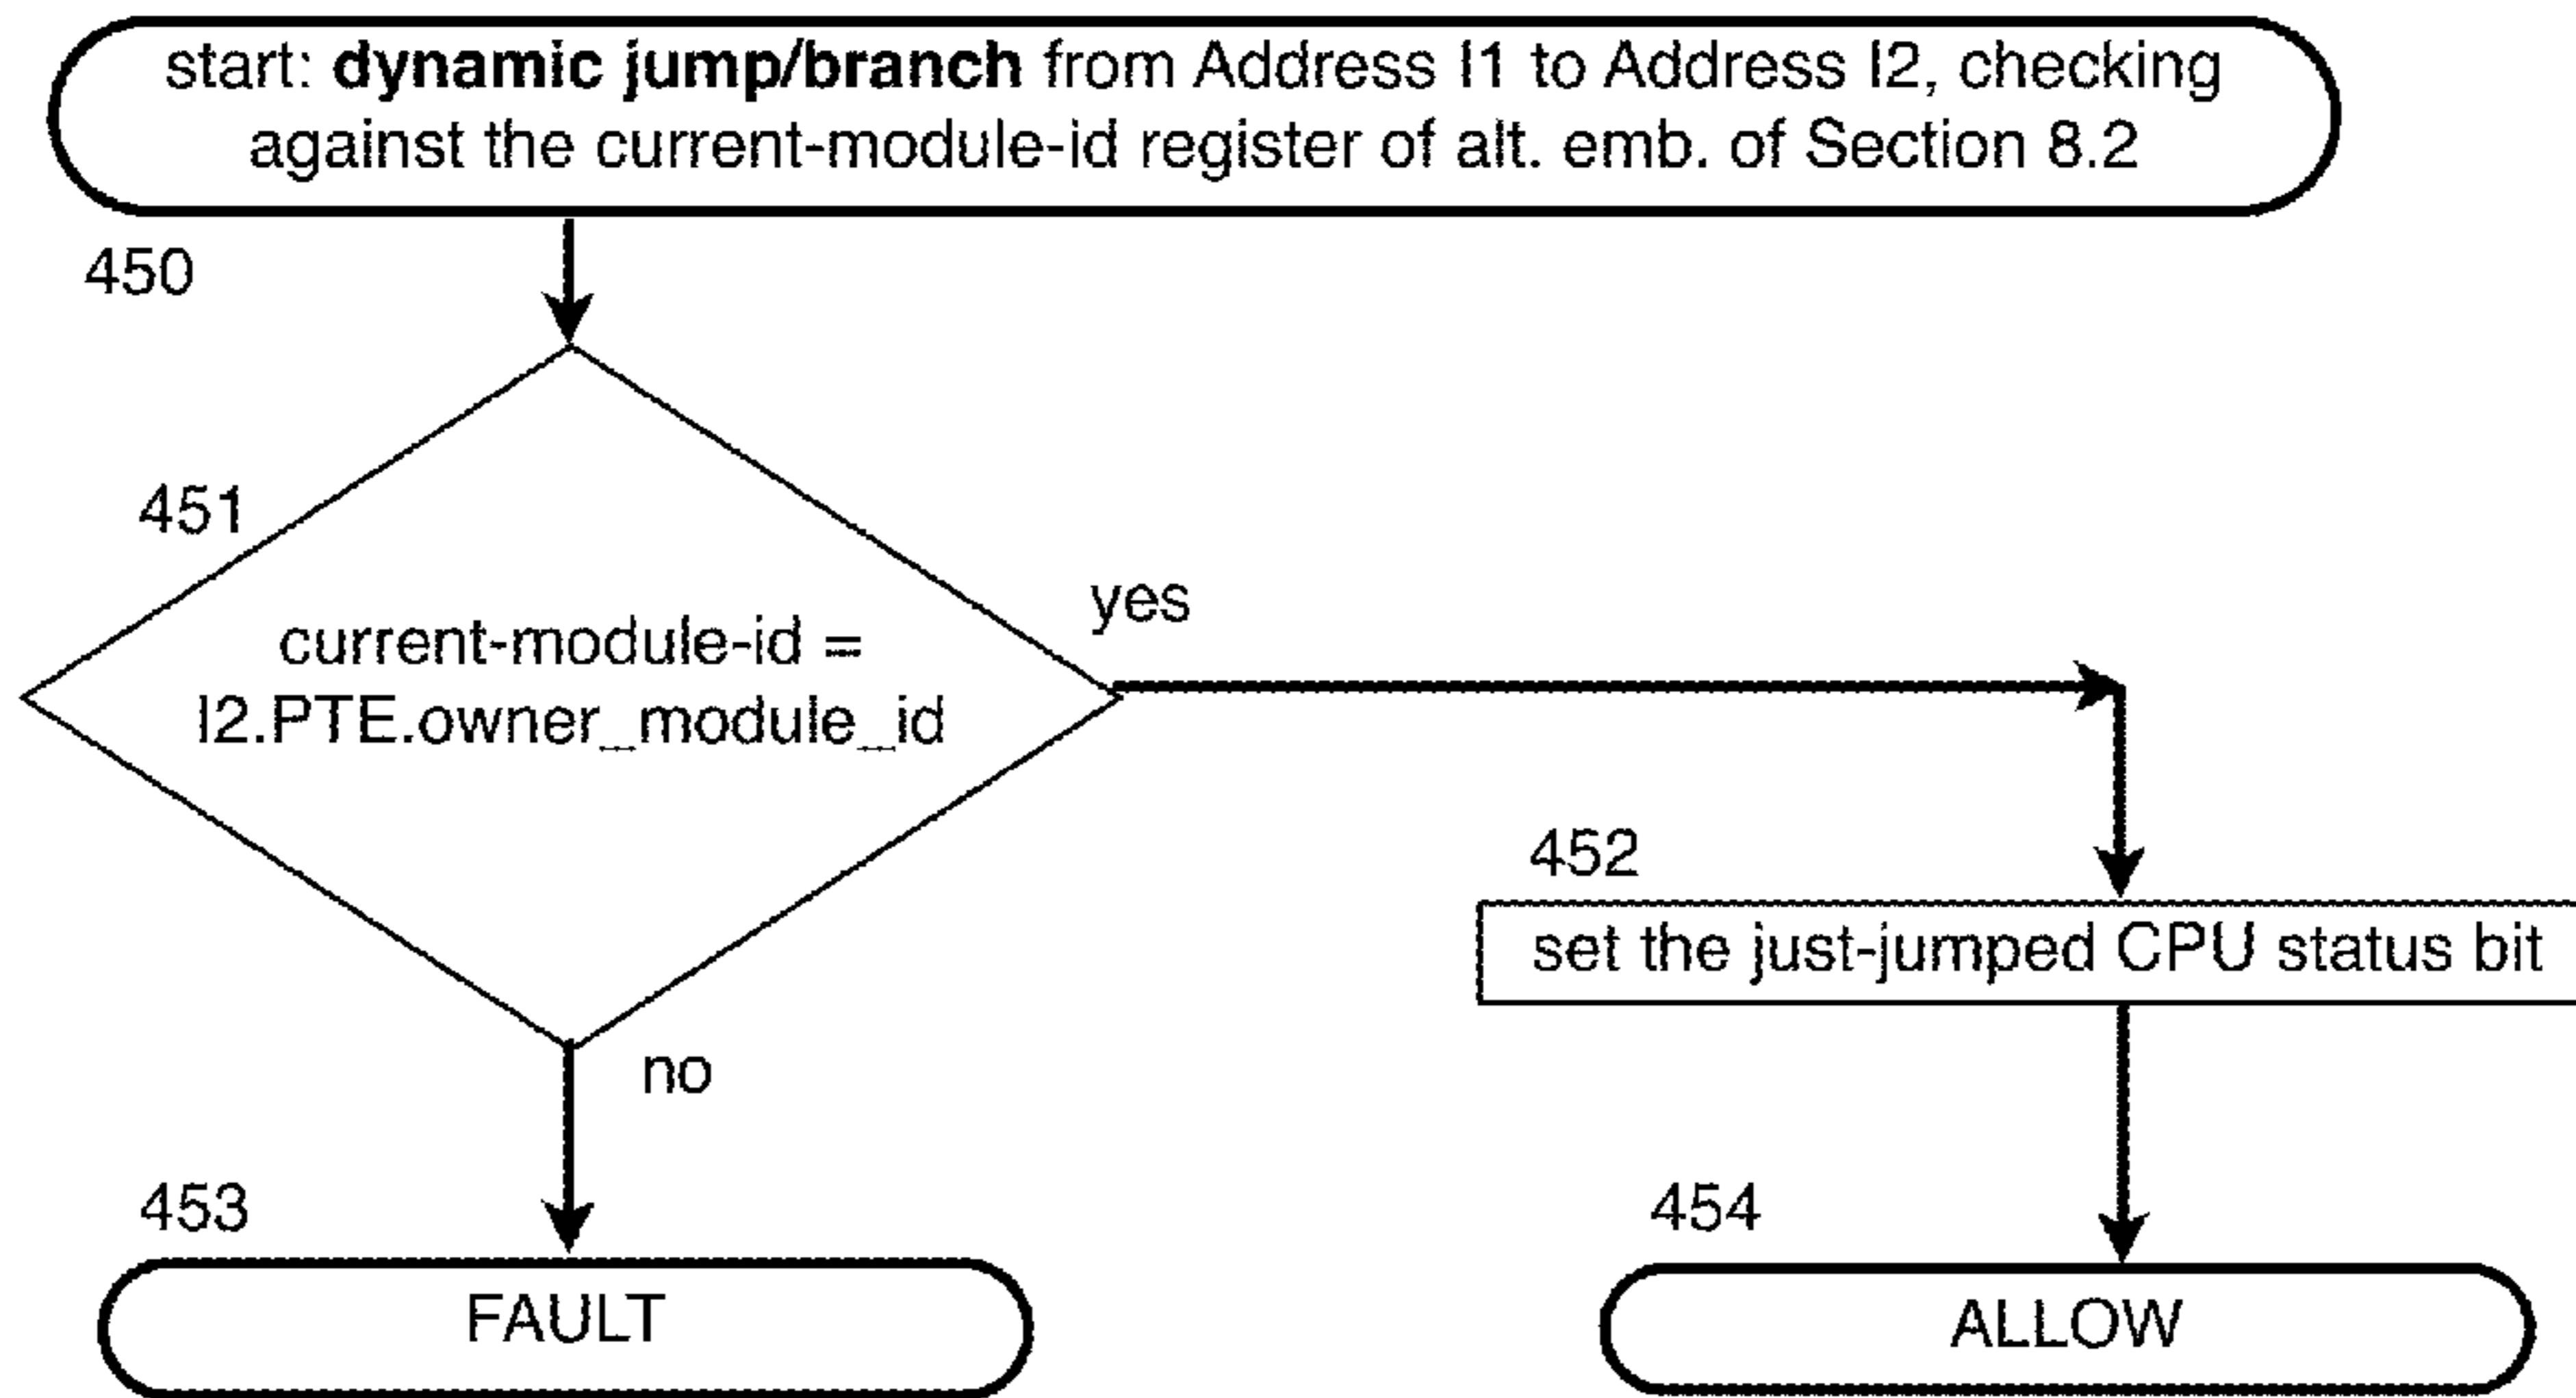 start: dynamic jump/branch from Address I1 to Address I2, checking
against the current-module-id register of alt. emb. of Section 8.2
450
451
current-module-id =
I2.PTE.owner_module_id
yes
452
set the just-jumped CPU status bit
no
453
FAULT
454
ALLOW